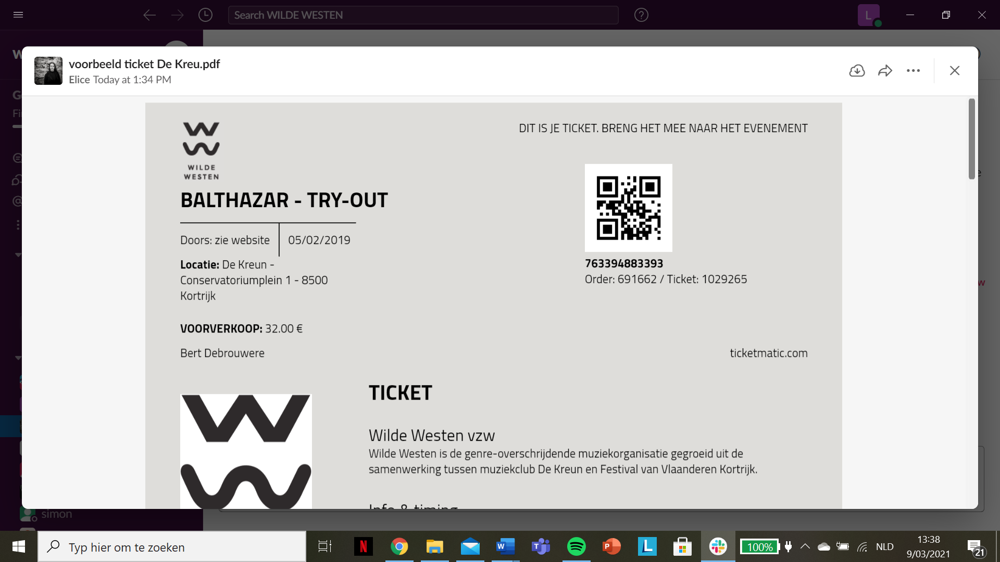 Search WILDE WESTEN
L
voorbeeld ticket De Kreu.pdf
Elice Today at 1:34 PM
WILDE
WESTEN
DIT IS JE TICKET. BRENG HET MEE NAAR HET EVENEMENT
BALTHAZAR - TRY-OUT
Doors: zie website
05/02/2019
Locatie: De Kreun -
Conservatoriumplein 1 - 8500
Kortrijk
763394883393
Order: 691662 / Ticket: 1029265
VOORVERKOOP: 32.00 €
Bert Debrouwere
ticketmatic.com
TICKET
Wilde Westen vzw
Wilde Westen is de genre-overschrijdende muziekorganisatie gegroeid uit de
samenwerking tussen muziekclub De Kreun en Festival van Vlaanderen Kortrijk.
Info & timing
simon
Typ hier om te zoeken
100%
NLD
13:38
9/03/2021
21